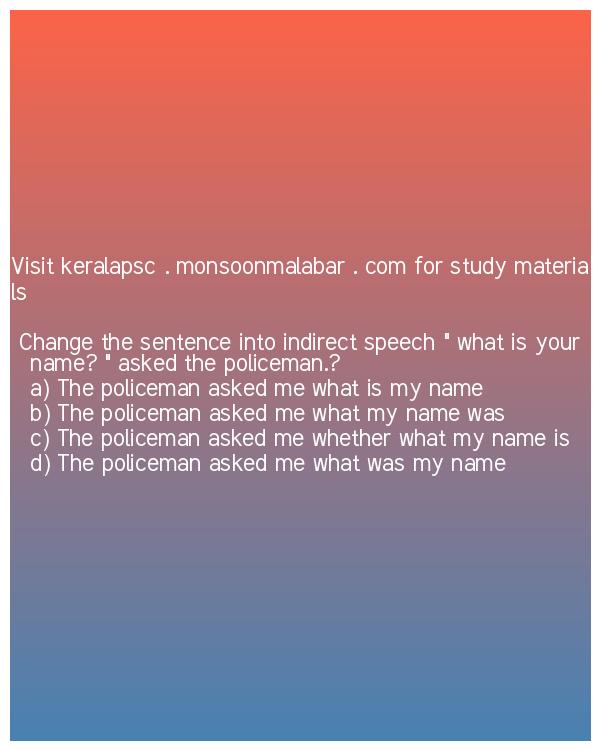 Visit keralapsc . monsoonmalabar . com for study materia
ls
Change the sentence into indirect speech " what is your
name? " asked the policeman.?
a) The policeman asked me what is my name
b) The policeman asked me what my name was
c) The policeman asked me whether what my name is
d) The policeman asked me what was my name